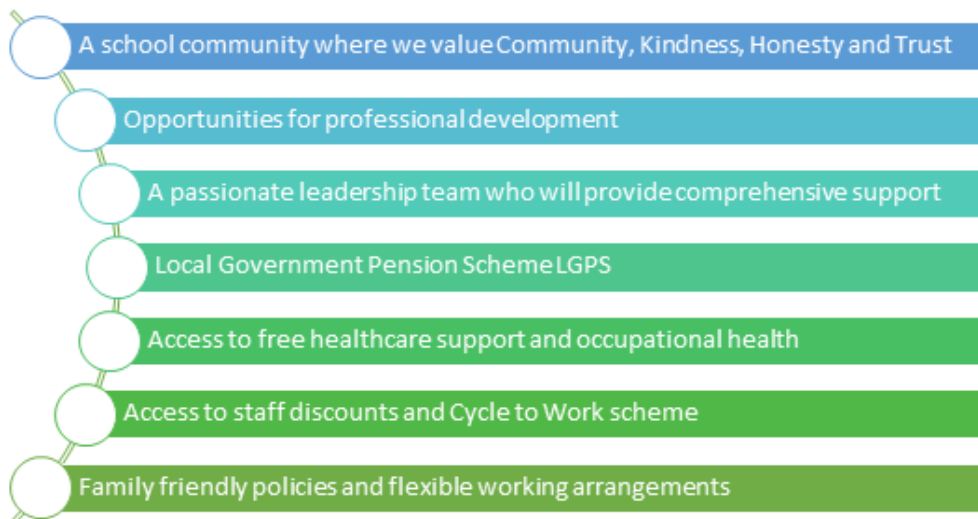 A school community where we value Community, Kindness, Honesty and Trust
Opportunities for professional development
A passionate leadership team who will provide comprehensive support
Local Government Pension Scheme LGPS
Access to free healthcare support and occupational health
Access to staff discounts and Cycle to Work scheme
Family friendly policies and flexible working arrangements